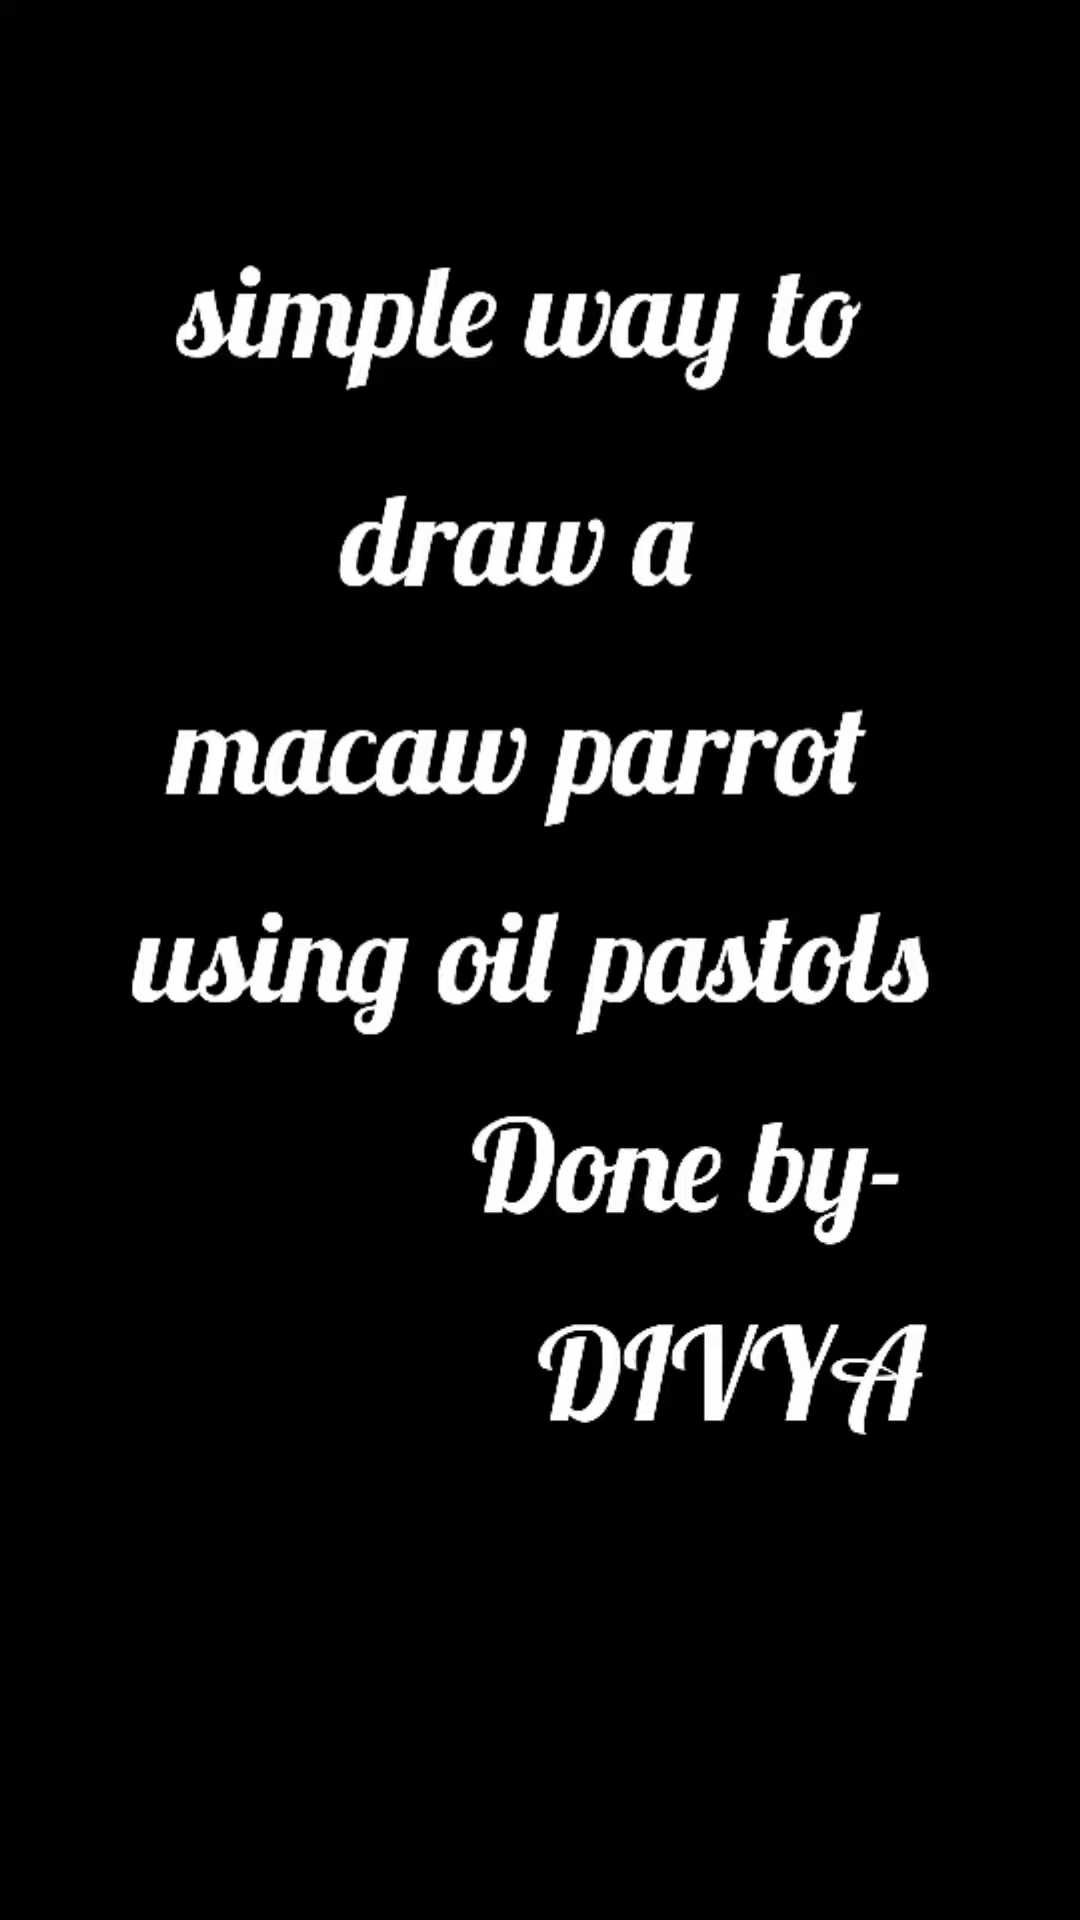 simple way to
draw a
macaw parrot
using oil pastols
Done by-
DIVYA